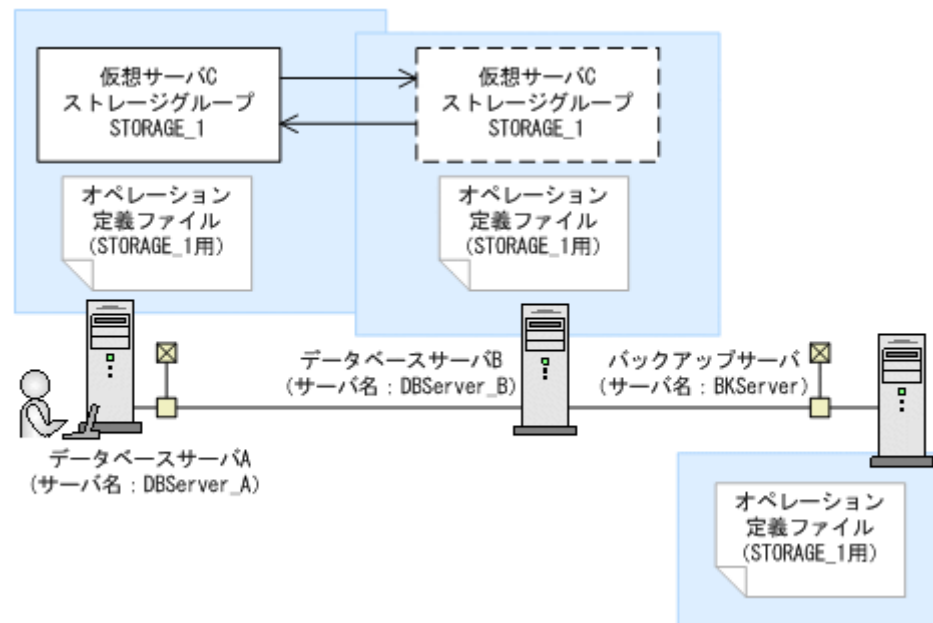 仮想サーバC
ストレージグループ
STORAGE_1
仮想サーバC
ストレージグループ
STORAGE_1
オペレーション
定義ファイル
(STORAGE_1用)
オペレーション
定義ファイル
(STORAGE_1用)
データベースサーバB
(サーバ名：DBServer_B)
バックアップサーバ
(サーバ名：BKServer)
データベースサーバA
(サーバ名：DBServer_A)
オペレーション
定義ファイル
(STORAGE_1用)